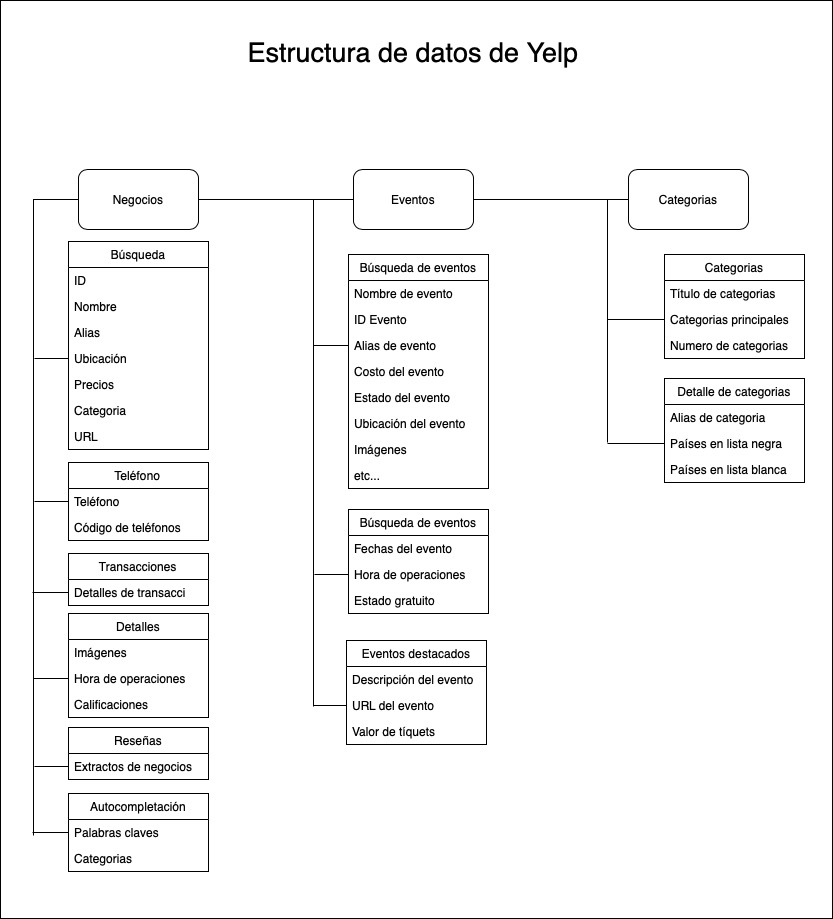 Estructura de datos de Yelp
Negocios
Eventos
Categorias
Búsqueda
ID
Nombre
Alias
Ubicación
Precios
Categoria
URL
Teléfono
Teléfono
Código de teléfonos
Transacciones
Detalles de transacci
Detalles
Imágenes
Hora de operaciones
Calificaciones
Reseñas
Extractos de negocios
Autocompletación
Palabras claves
Categorias
Búsqueda de eventos
Nombre de evento
ID Evento
Alias de evento
Costo del evento
Estado del evento
Ubicación del evento
Imágenes
etc...
Búsqueda de eventos
Fechas del evento
Hora de operaciones
Estado gratuito
Eventos destacados
Descripción del evento
URL del evento
Valor de tíquets
Categorias
Título de categorias
Categorias principales
Numero de categorias
Detalle de categorias
Alias de categoria
Países en lista negra
Países en lista blanca